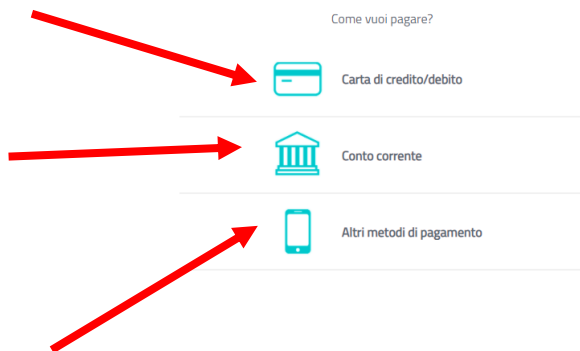 Come vuoi pagare?
Carta di credito/debito
Conto corrente
Altri metodi di pagamento